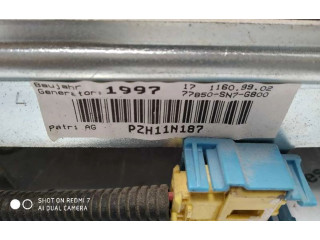 Baujahr
Generator: 1997 17 1160.99.02
77850-SN7-G800
patri AG PZH11N187
SHOT ON REDMI 7
AI DUAL CAMERA